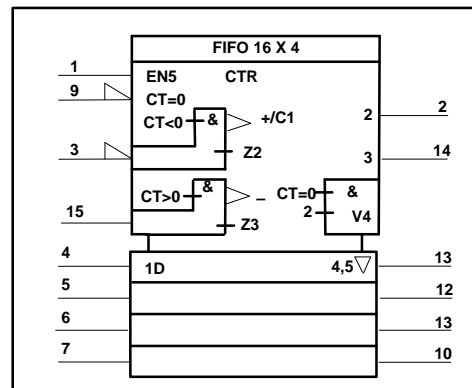 FIFO 16 X 4
1 EN5 CTR
9 CT=0
CT<0 & +/C1
2 2
3 Z2 3 14
CT>0 & –
CT=0 &
15 Z3 2 V4
4 1D 4,5 13
5 12
6 13
7 10